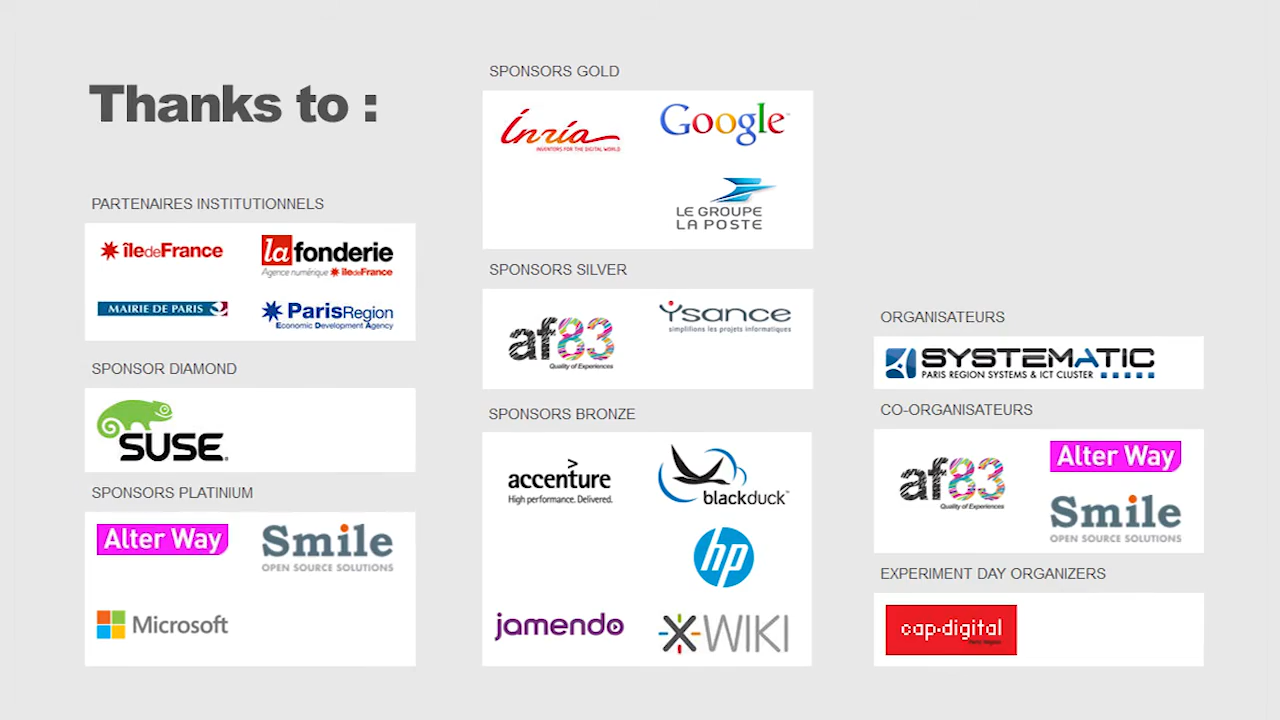 Thanks to :
PARTENAIRES INSTITUTIONNELS
îledeFrance
la fonderie
Agence numérique îledeFrance
MAIRIE DE PARIS
ParisRegion
Economic Development Agency
SPONSOR DIAMOND
SUSE
SPONSORS PLATINIUM
Alter Way
Smile
OPEN SOURCE SOLUTIONS
Microsoft
SPONSORS GOLD
Inria
INVENTORS FOR THE DIGITAL WORLD
Google
LE GROUPE
LA POSTE
SPONSORS SILVER
af83
Quality of Experiences
Ysance
simplifions les projets informatiques
SPONSORS BRONZE
accenture
High performance. Delivered.
blackduck
hp
jamendo
XWIKI
ORGANISATEURS
SYSTEMATIC
PARIS REGION SYSTEMS & ICT CLUSTER
CO-ORGANISATEURS
af83
Quality of Experiences
Alter Way
Smile
OPEN SOURCE SOLUTIONS
EXPERIMENT DAY ORGANIZERS
cap·digital